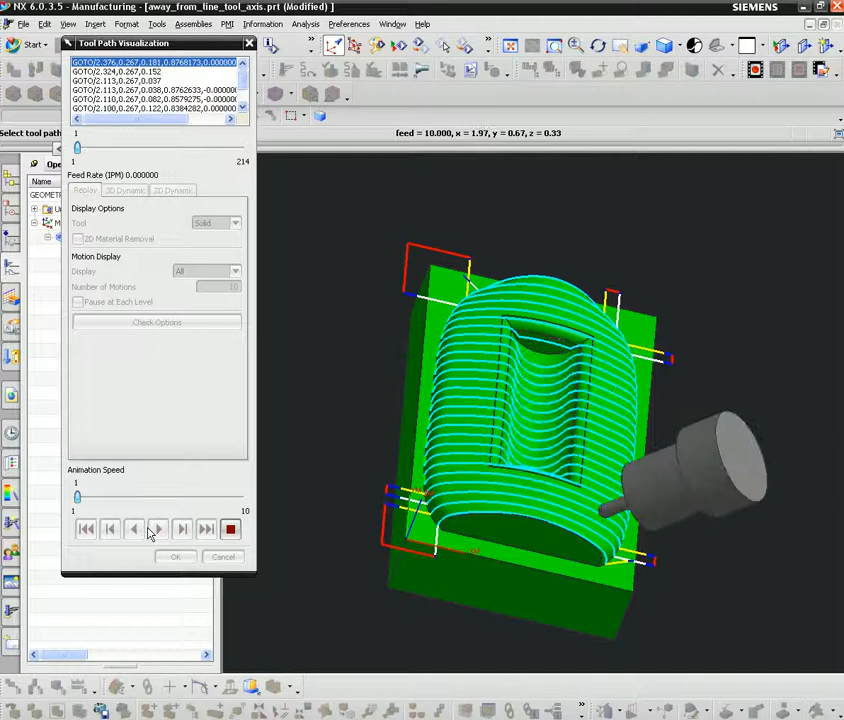 NX 6.0.3.5 - Manufacturing - [away_from_line_tool_axis.prt (Modified) ]
SIEMENS
File Edit View Insert Format Tools Assemblies PMI Information Analysis Preferences Window Help
Start
Select tool path
feed = 10.000, x = 1.97, y = 0.67, z = 0.33
Tool Path Visualization
GOTO/2.376,0.267,0.181,0.8768173,0.000000
GOTO/2.324,0.267,0.152
GOTO/2.173,0.267,0.037
GOTO/2.113,0.267,0.038,0.8762633,-0.00000
GOTO/2.110,0.267,0.082,0.8579275,-0.00000
GOTO/2.100,0.267,0.122,0.8384282,0.000000
1
1
214
Feed Rate (IPM) 0.000000
Replay
3D Dynamic
2D Dynamic
Display Options
Tool
Solid
2D Material Removal
Motion Display
Display
All
Number of Motions
10
Pause at Each Level
Check Options
Animation Speed
1
1
10
OK
Cancel
Name
GEOMETR